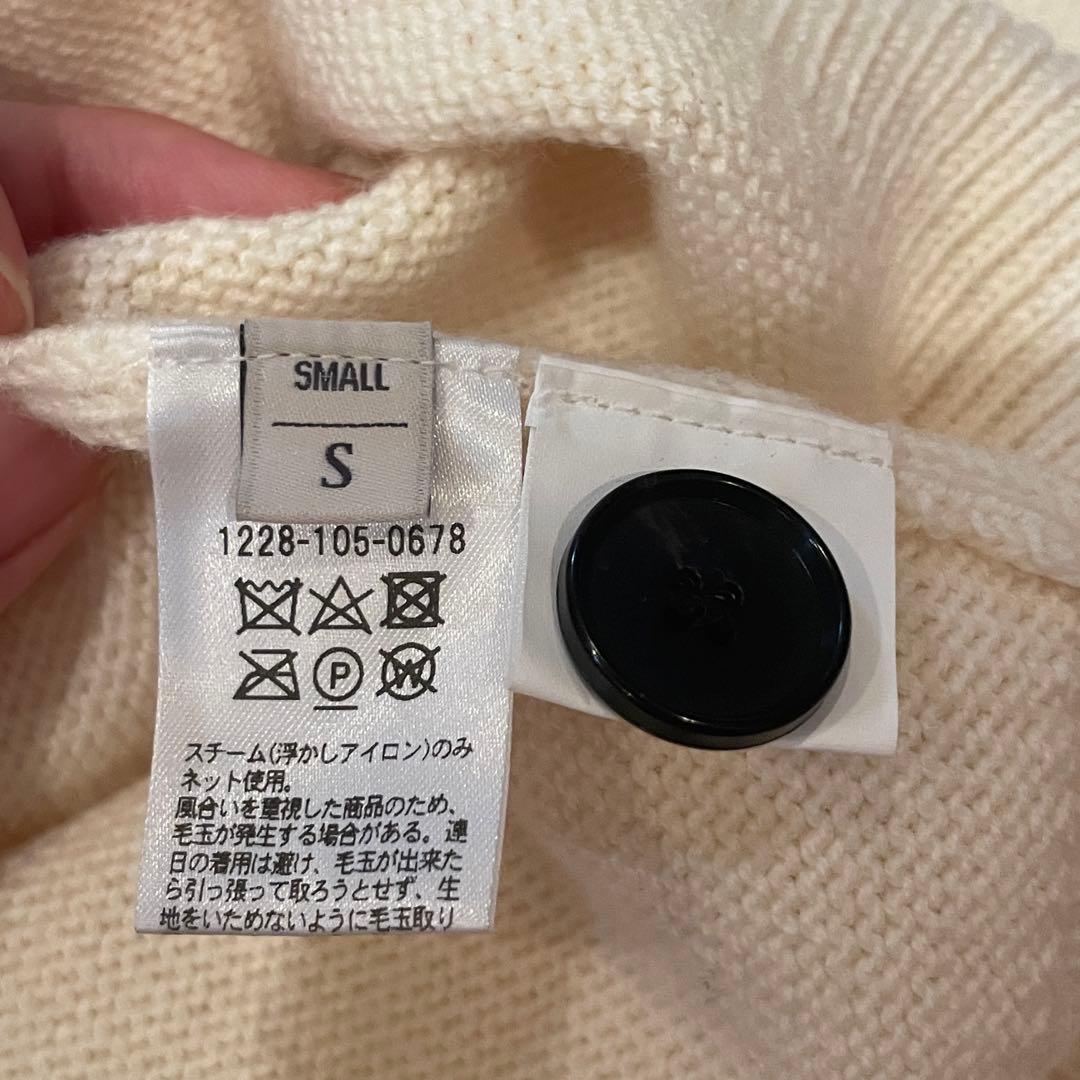 SMALL
S
1228-105-0678
P
W
スチーム(浮かしアイロン)のみ
ネット使用。
風合いを重視した商品のため、
毛玉が発生する場合がある。連
日の着用は避け、毛玉が出来た
ら引っ張って取ろうとせず、生
地をいためないように毛玉取り